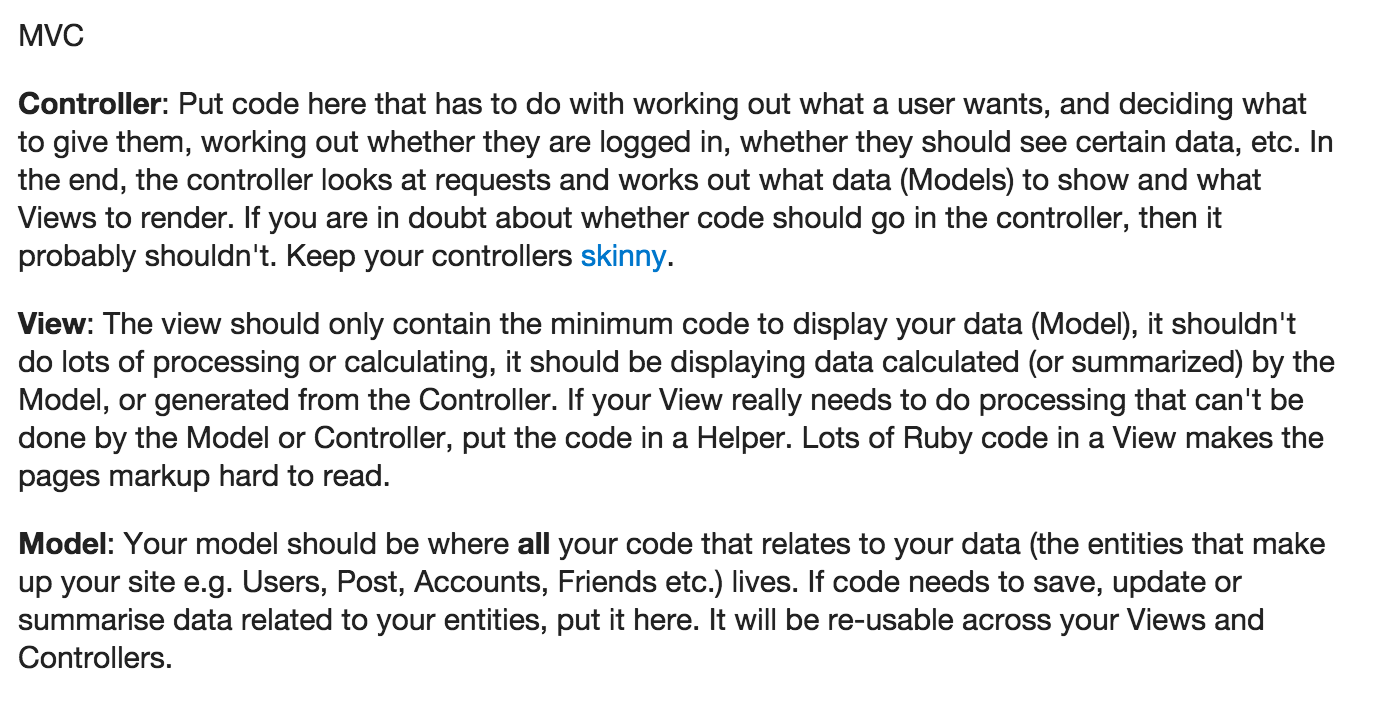 MVC
Controller: Put code here that has to do with working out what a user wants, and deciding what
to give them, working out whether they are logged in, whether they should see certain data, etc. In
the end, the controller looks at requests and works out what data (Models) to show and what
Views to render. If you are in doubt about whether code should go in the controller, then it
probably shouldn't. Keep your controllers skinny.
View: The view should only contain the minimum code to display your data (Model), it shouldn't
do lots of processing or calculating, it should be displaying data calculated (or summarized) by the
Model, or generated from the Controller. If your View really needs to do processing that can't be
done by the Model or Controller, put the code in a Helper. Lots of Ruby code in a View makes the
pages markup hard to read.
Model: Your model should be where all your code that relates to your data (the entities that make
up your site e.g. Users, Post, Accounts, Friends etc.) lives. If code needs to save, update or
summarise data related to your entities, put it here. It will be re-usable across your Views and
Controllers.